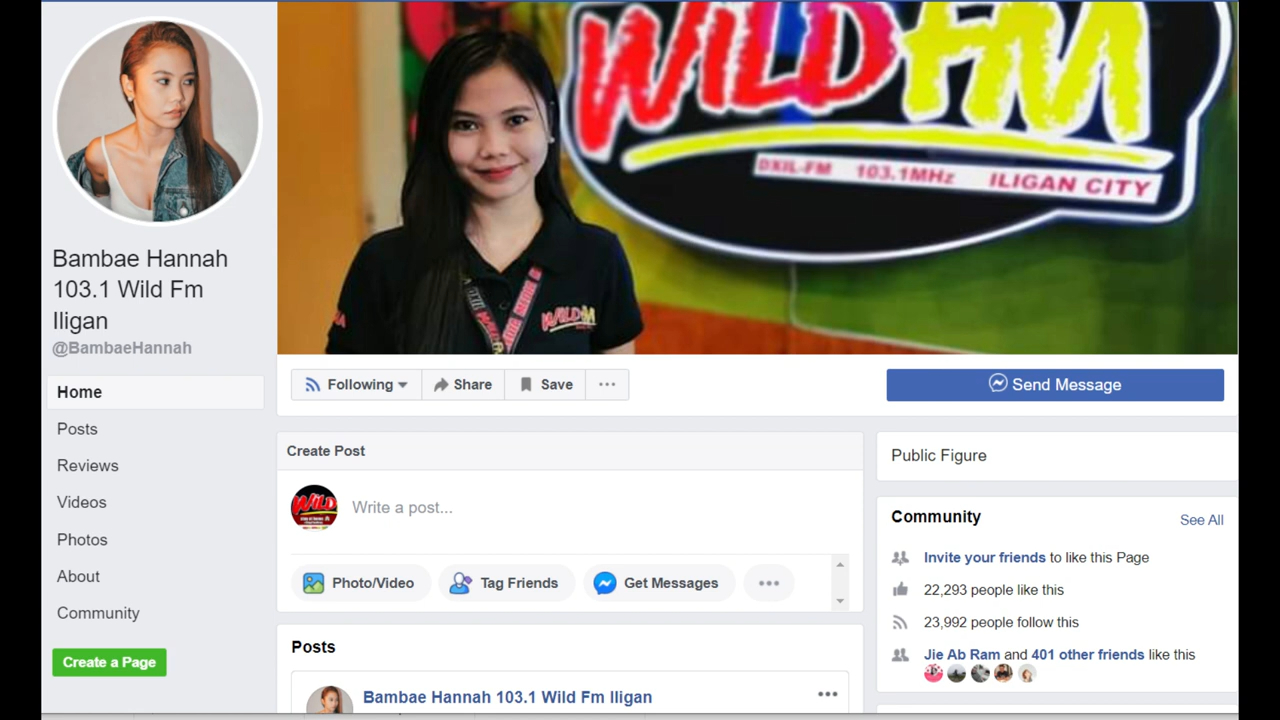 WILD FM
DXIL-FM 103.1MHz ILIGAN CITY
WILD FM
Bambae Hannah
103.1 Wild Fm
Iligan
@BambaeHannah
Home
Posts
Reviews
Videos
Photos
About
Community
Create a Page
Following
Share
Save
Send Message
Create Post
WILD
Write a post...
Photo/Video
Tag Friends
Get Messages
Posts
Bambae Hannah 103.1 Wild Fm Iligan
Public Figure
Community
See All
Invite your friends to like this Page
22,293 people like this
23,992 people follow this
Jie Ab Ram and 401 other friends like this